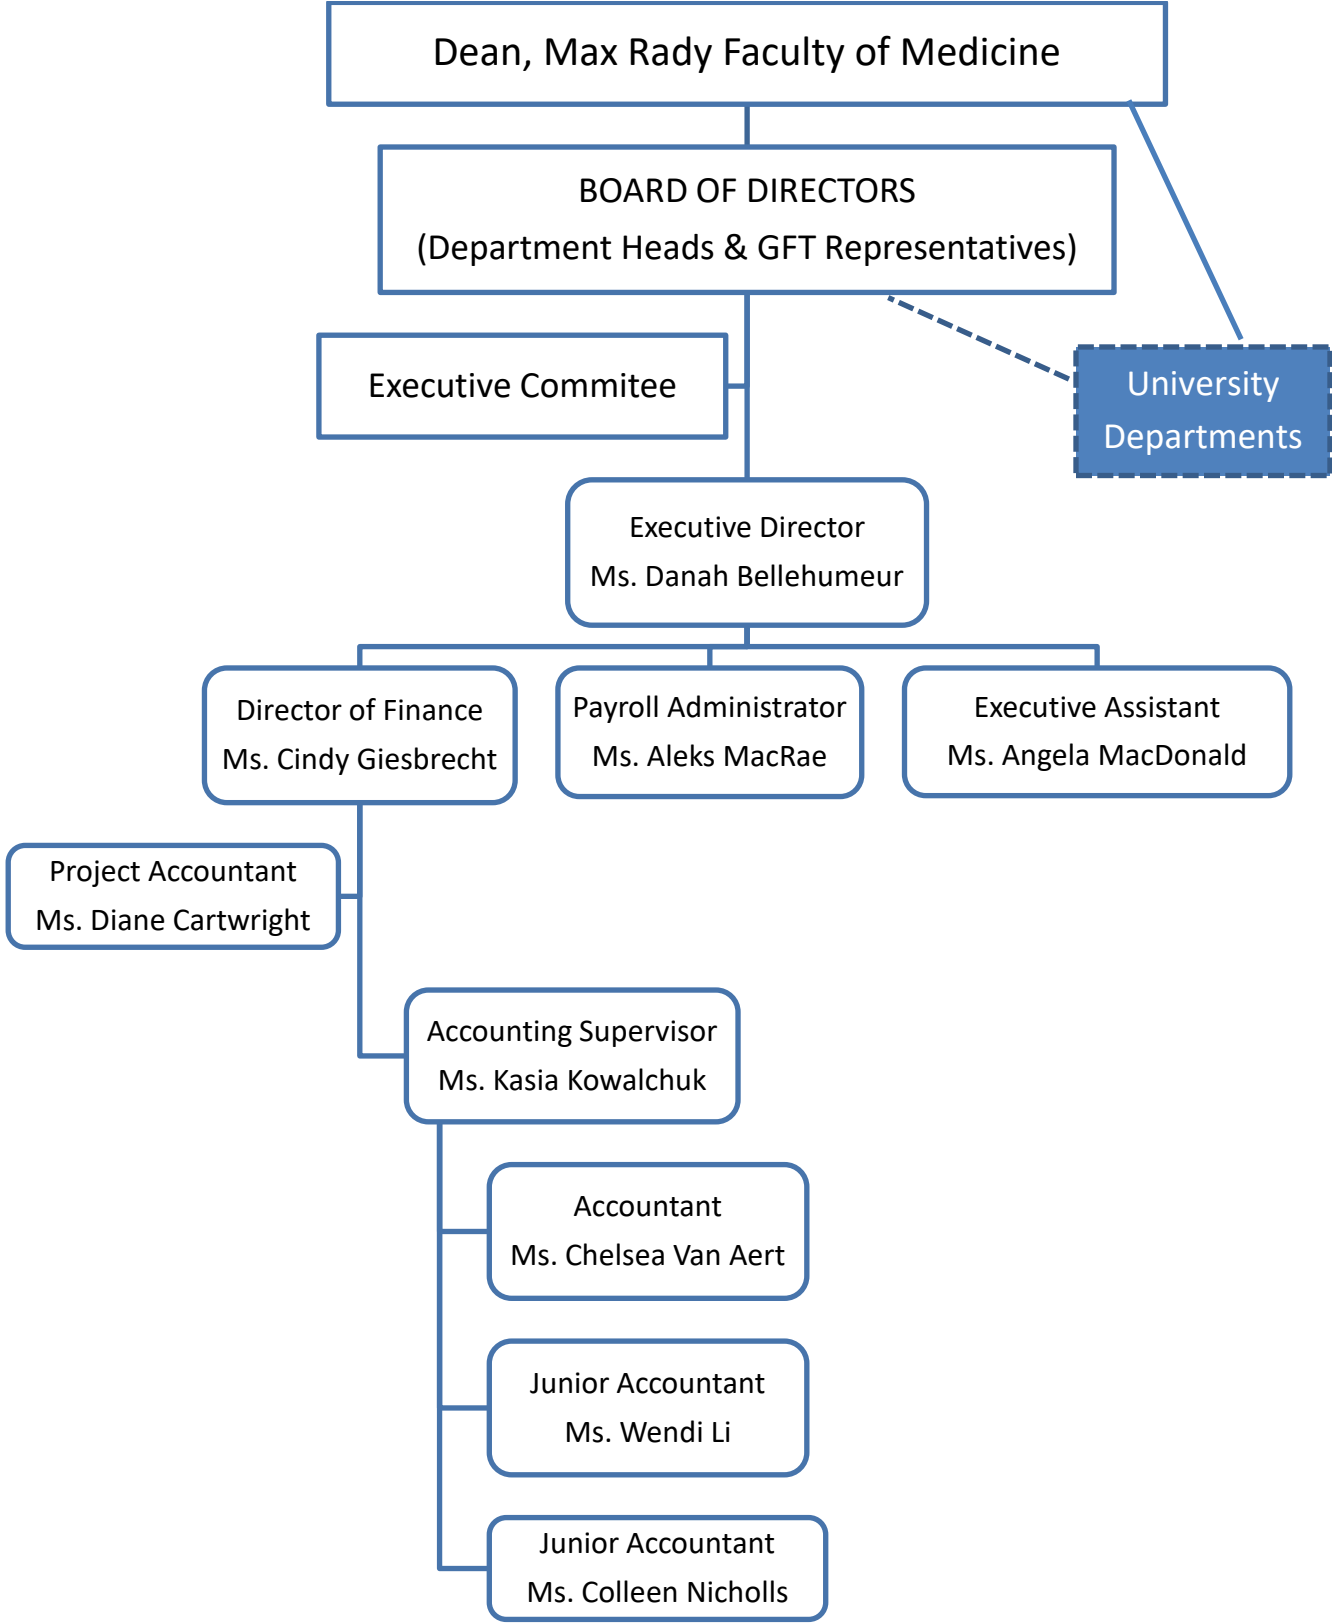 Dean, Max Rady Faculty of Medicine
BOARD OF DIRECTORS
(Department Heads & GFT Representatives)
Executive Commitee
University
Departments
Executive Director
Ms. Danah Bellehumeur
Director of Finance
Ms. Cindy Giesbrecht
Payroll Administrator
Ms. Aleks MacRae
Executive Assistant
Ms. Angela MacDonald
Project Accountant
Ms. Diane Cartwright
Accounting Supervisor
Ms. Kasia Kowalchuk
Accountant
Ms. Chelsea Van Aert
Junior Accountant
Ms. Wendi Li
Junior Accountant
Ms. Colleen Nicholls